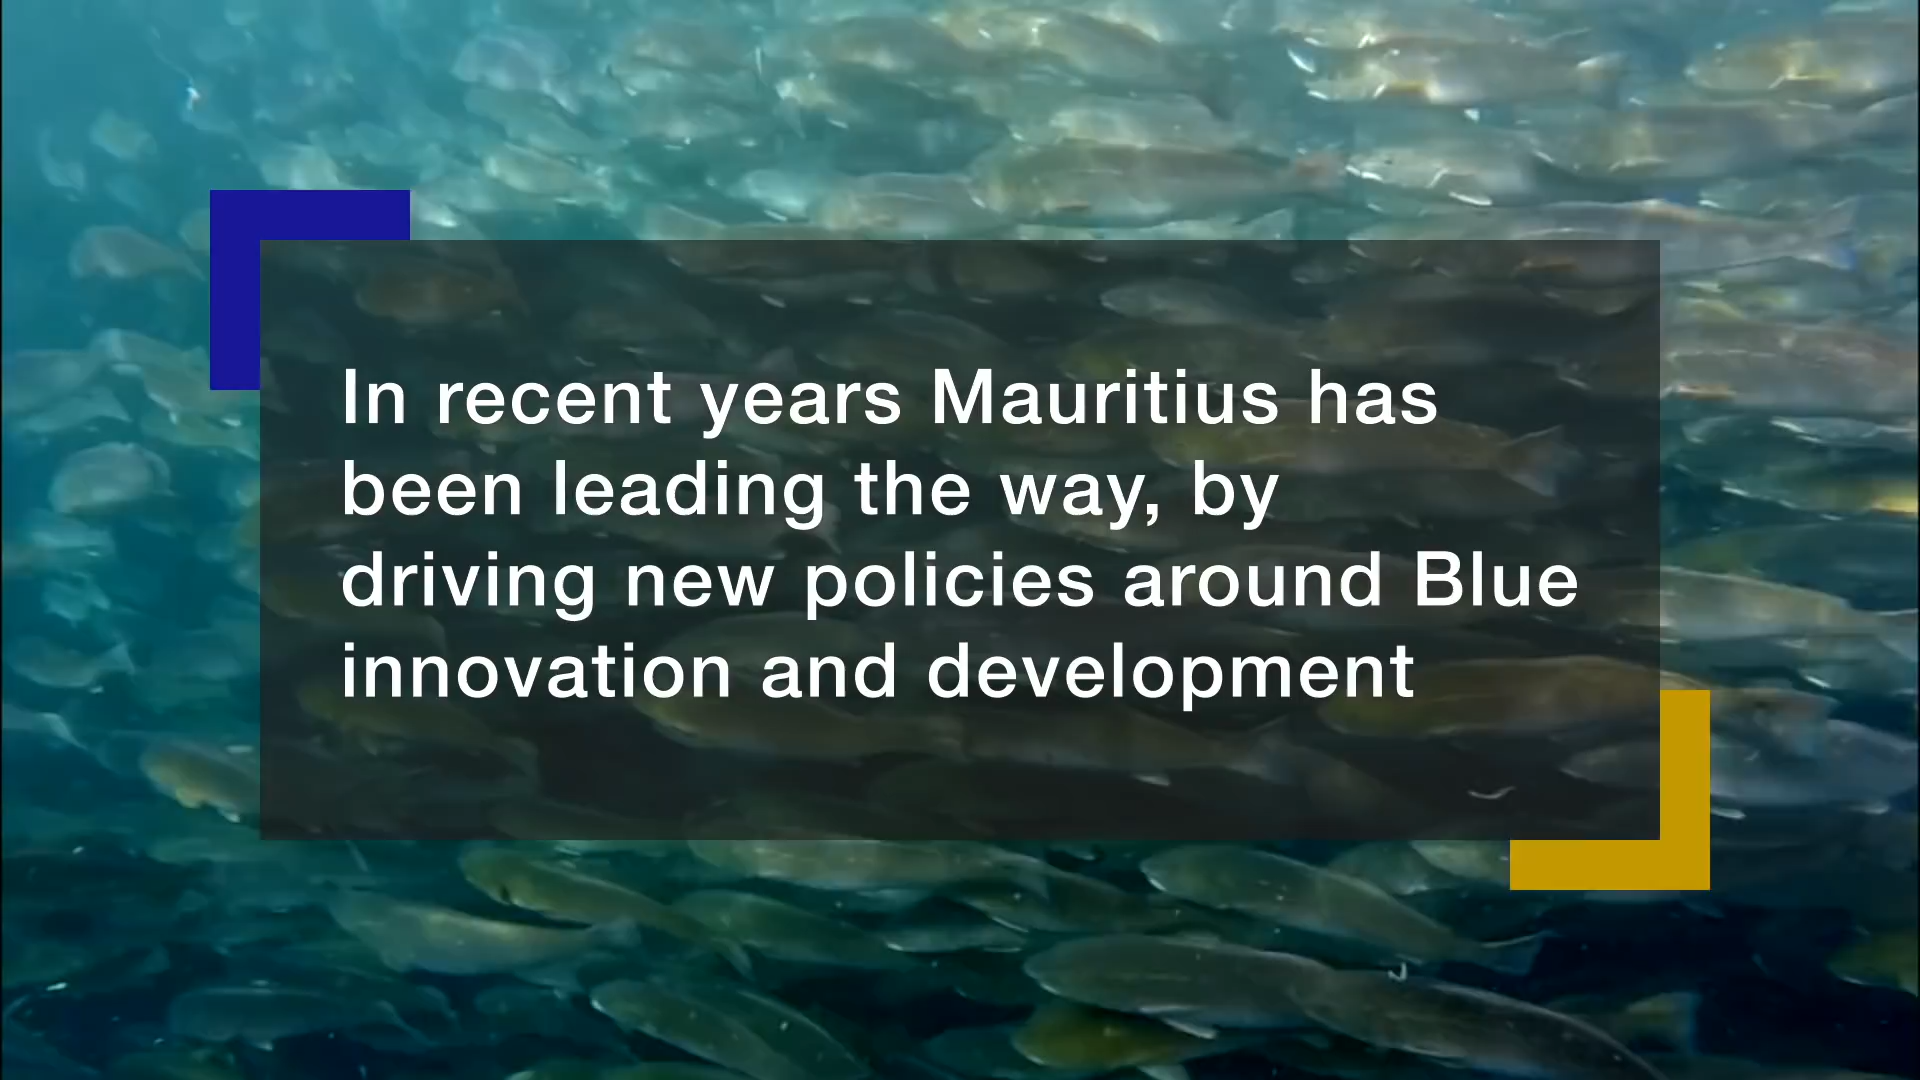 In recent years Mauritius has
been leading the way, by
driving new policies around Blue
innovation and development